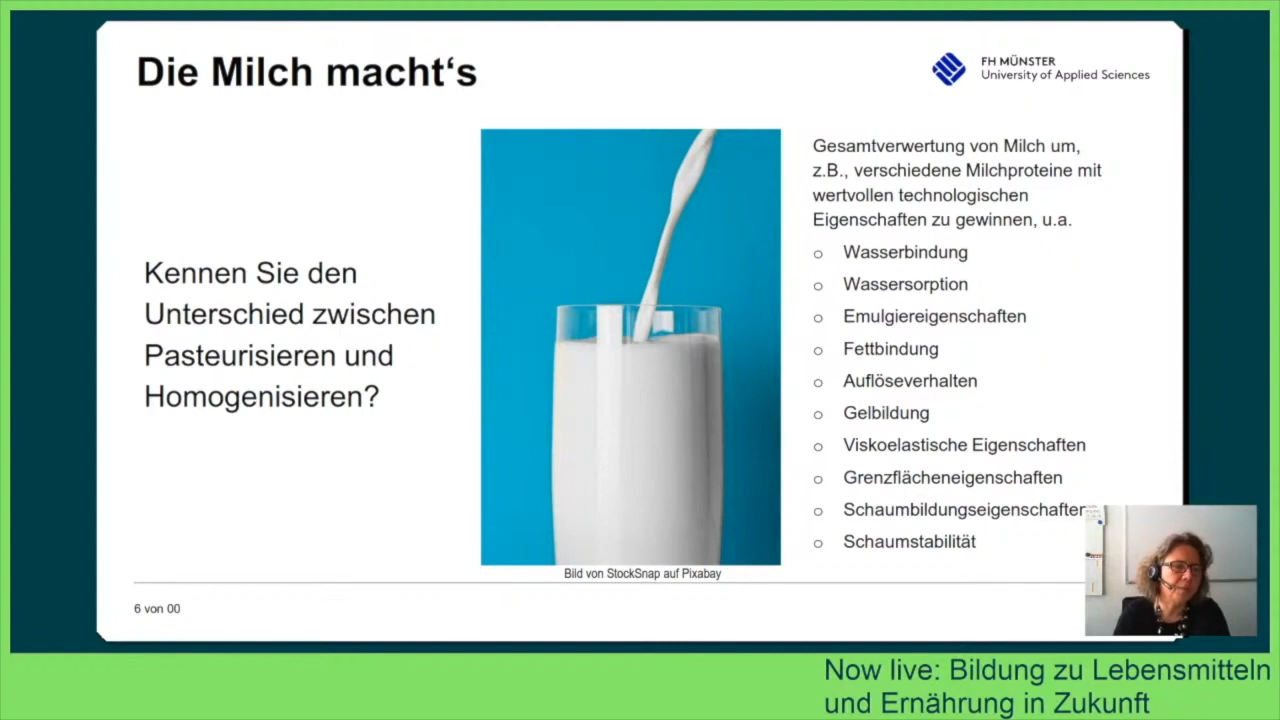 Die Milch macht‘s
FH MÜNSTER
University of Applied Sciences
Kennen Sie den
Unterschied zwischen
Pasteurisieren und
Homogenisieren?
Bild von StockSnap auf Pixabay
Gesamtverwertung von Milch um,
z.B., verschiedene Milchproteine mit
wertvollen technologischen
Eigenschaften zu gewinnen, u.a.
o Wasserbindung
o Wassersorption
o Emulgiereigenschaften
o Fettbindung
o Auflöseverhalten
o Gelbildung
o Viskoelastische Eigenschaften
o Grenzflächeneigenschaften
o Schaumbildungseigenschaften
o Schaumstabilität
6 von 00
Now live: Bildung zu Lebensmitteln
und Ernährung in Zukunft